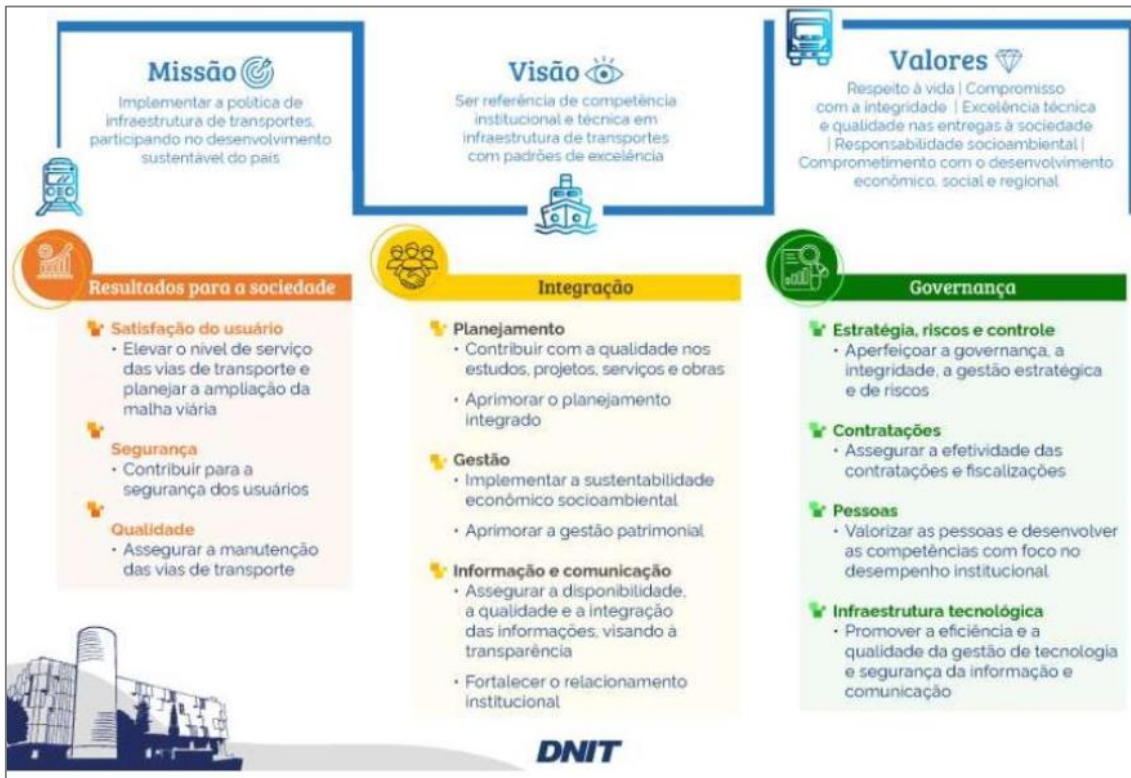 Missão
Implementar a política de
infraestrutura de transportes,
participando no desenvolvimento
sustentável do país
Visão
Ser referência de competência
institucional e técnica em
infraestrutura de transportes
com padrões de excelência
Valores
Respeito à vida | Compromisso
com a integridade | Excelência técnica
e qualidade nas entregas à sociedade
| Responsabilidade socioambiental |
Comprometimento com o desenvolvimento
econômico, social e regional
Resultados para a sociedade
Satisfação do usuário
• Elevar o nível de serviço
das vias de transporte e
planejar a ampliação da
malha viária
Segurança
• Contribuir para a
segurança dos usuários
Qualidade
• Assegurar a manutenção
das vias de transporte
Integração
Planejamento
• Contribuir com a qualidade nos
estudos, projetos, serviços e obras
• Aprimorar o planejamento
integrado
Gestão
• Implementar a sustentabilidade
econômico socioambiental
• Aprimorar a gestão patrimonial
Informação e comunicação
• Assegurar a disponibilidade,
a qualidade e a integração
das informações, visando à
transparência
• Fortalecer o relacionamento
institucional
Governança
Estratégia, riscos e controle
• Aperfeiçoar a governança, a
integridade, a gestão estratégica
e de riscos
Contratações
• Assegurar a efetividade das
contratações e fiscalizações
Pessoas
• Valorizar as pessoas e desenvolver
as competências com foco no
desempenho institucional
Infraestrutura tecnológica
• Promover a eficiência e a
qualidade da gestão de tecnologia
e segurança da informação e
comunicação
DNIT